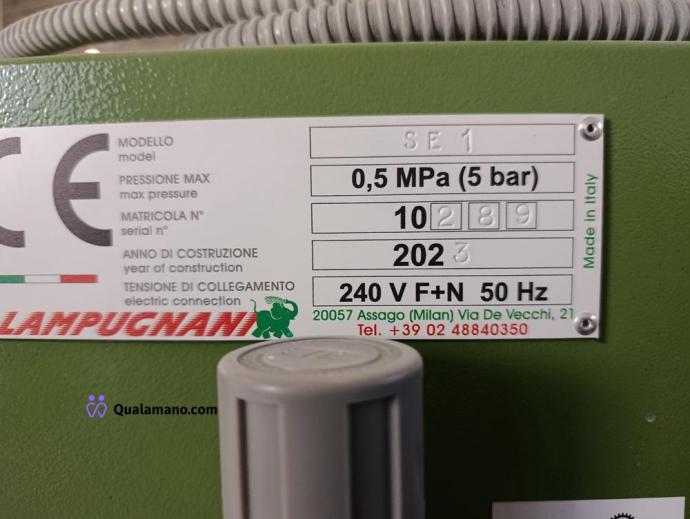 CE
MODELLO
model
SE 1
PRESSIONE MAX
max pressure
0,5 MPa (5 bar)
MATRICOLA N°
serial n°
10 289
ANNO DI COSTRUZIONE
year of construction
2023
TENSIONE DI COLLEGAMENTO
electric connection
240 V F+N 50 Hz
LAMPUGNANI
20057 Assago (Milan) Via De Vecchi, 21
Tel. +39 02 48840350
Made in Italy
Qualamano.com